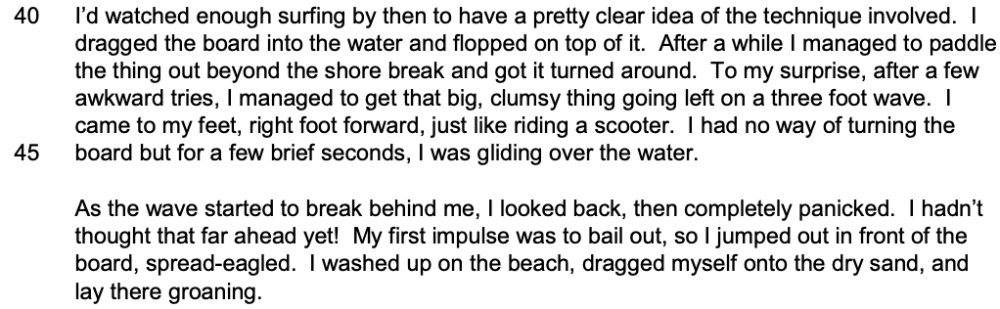 40 I’d watched enough surfing by then to have a pretty clear idea of the technique involved.  I
dragged the board into the water and flopped on top of it.  After a while I managed to paddle
the thing out beyond the shore break and got it turned around.  To my surprise, after a few
awkward tries, I managed to get that big, clumsy thing going left on a three foot wave.  I
came to my feet, right foot forward, just like riding a scooter.  I had no way of turning the
45 board but for a few brief seconds, I was gliding over the water.
As the wave started to break behind me, I looked back, then completely panicked.  I hadn’t
thought that far ahead yet!  My first impulse was to bail out, so I jumped out in front of the
board, spread-eagled.  I washed up on the beach, dragged myself onto the dry sand, and
lay there groaning.